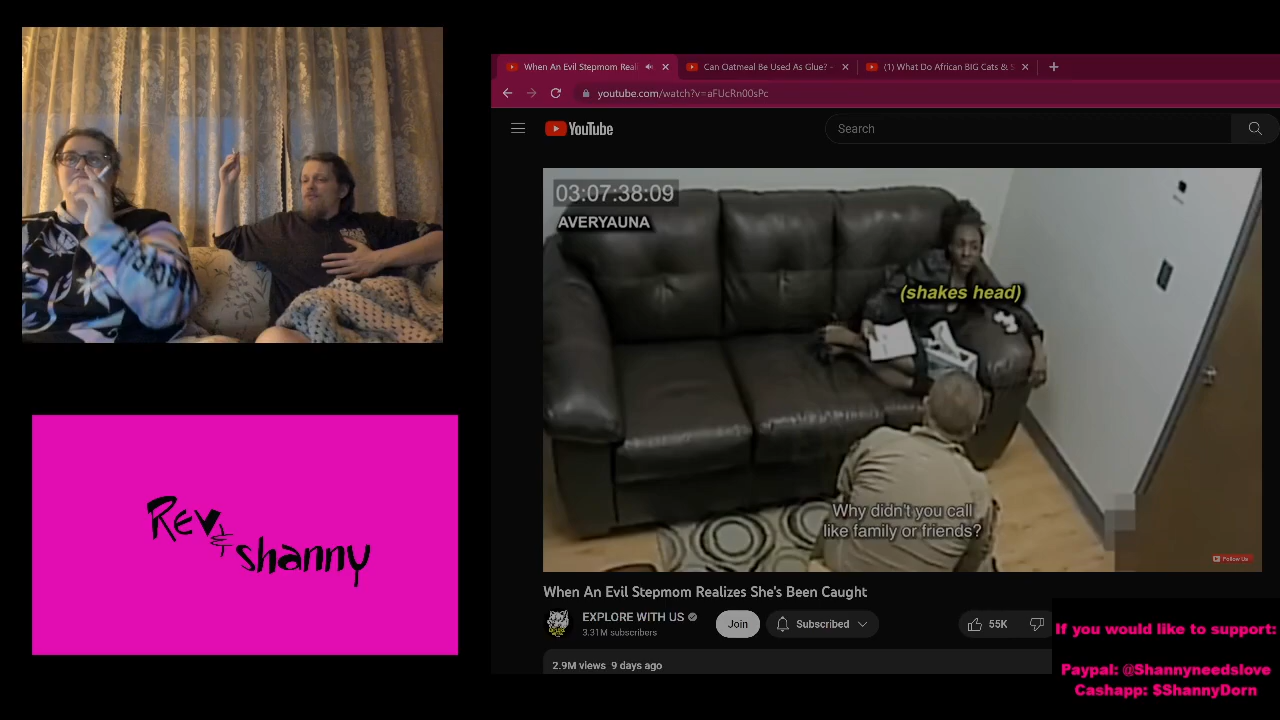 When An Evil Stepmom Reali
Can Oatmeal Be Used As Glue? -
(1) What Do African BIG Cats &
youtube.com/watch?v=aFUcRn00sPc
YouTube
Search
03:07:38:09
AVERYAUNA
(shakes head)
Why didn't you call
like family or friends?
Follow Us
Rev
&
shanny
When An Evil Stepmom Realizes She's Been Caught
EXPLORE WITH US
3.31M subscribers
Join
Subscribed
55K
2.9M views 9 days ago
If you would like to support:
Paypal: @Shannyneedslove
Cashapp: $ShannyDorn